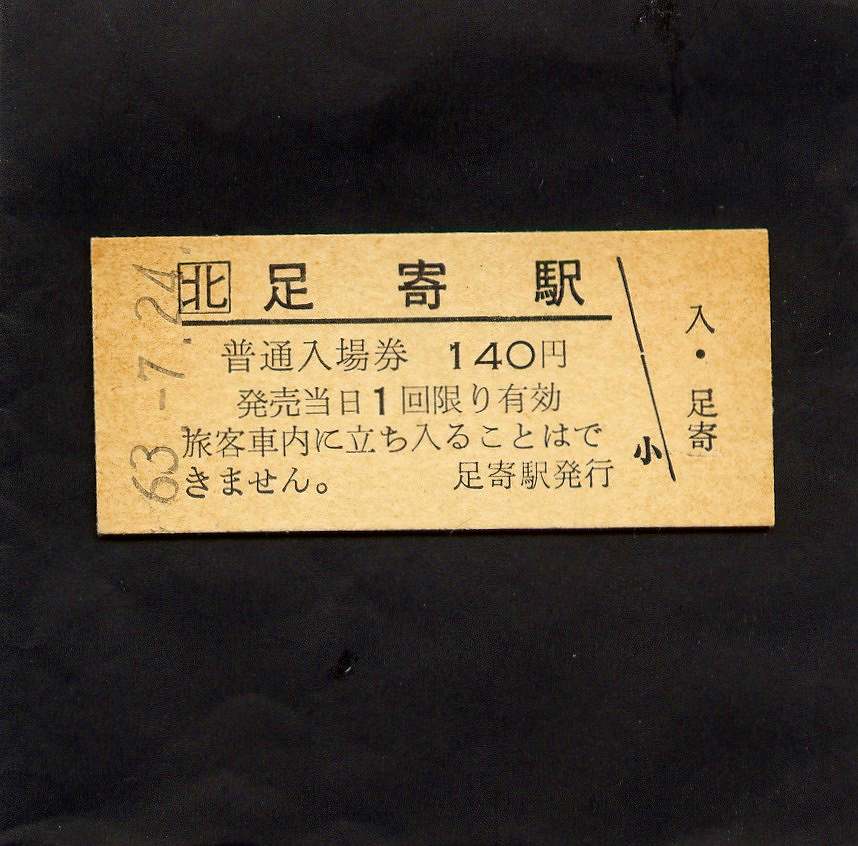 63.-7.24
北 足寄駅
普通入場券 140円
発売当日1回限り有効
旅客車内に立ち入ることはで
きません。 足寄駅発行
小
入・足寄